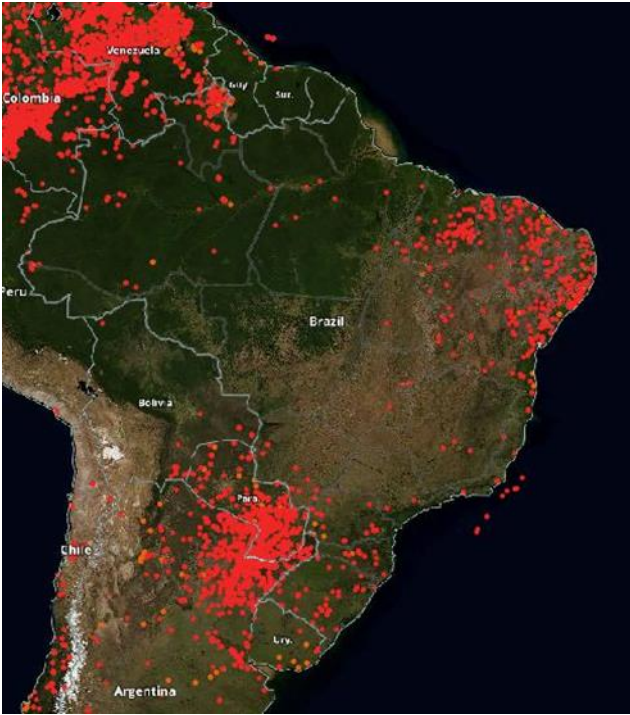 Venezuela
Guy
Sur.
Colombia
Peru
Brazil
Bolivia
Para.
Chile
Ury.
Argentina